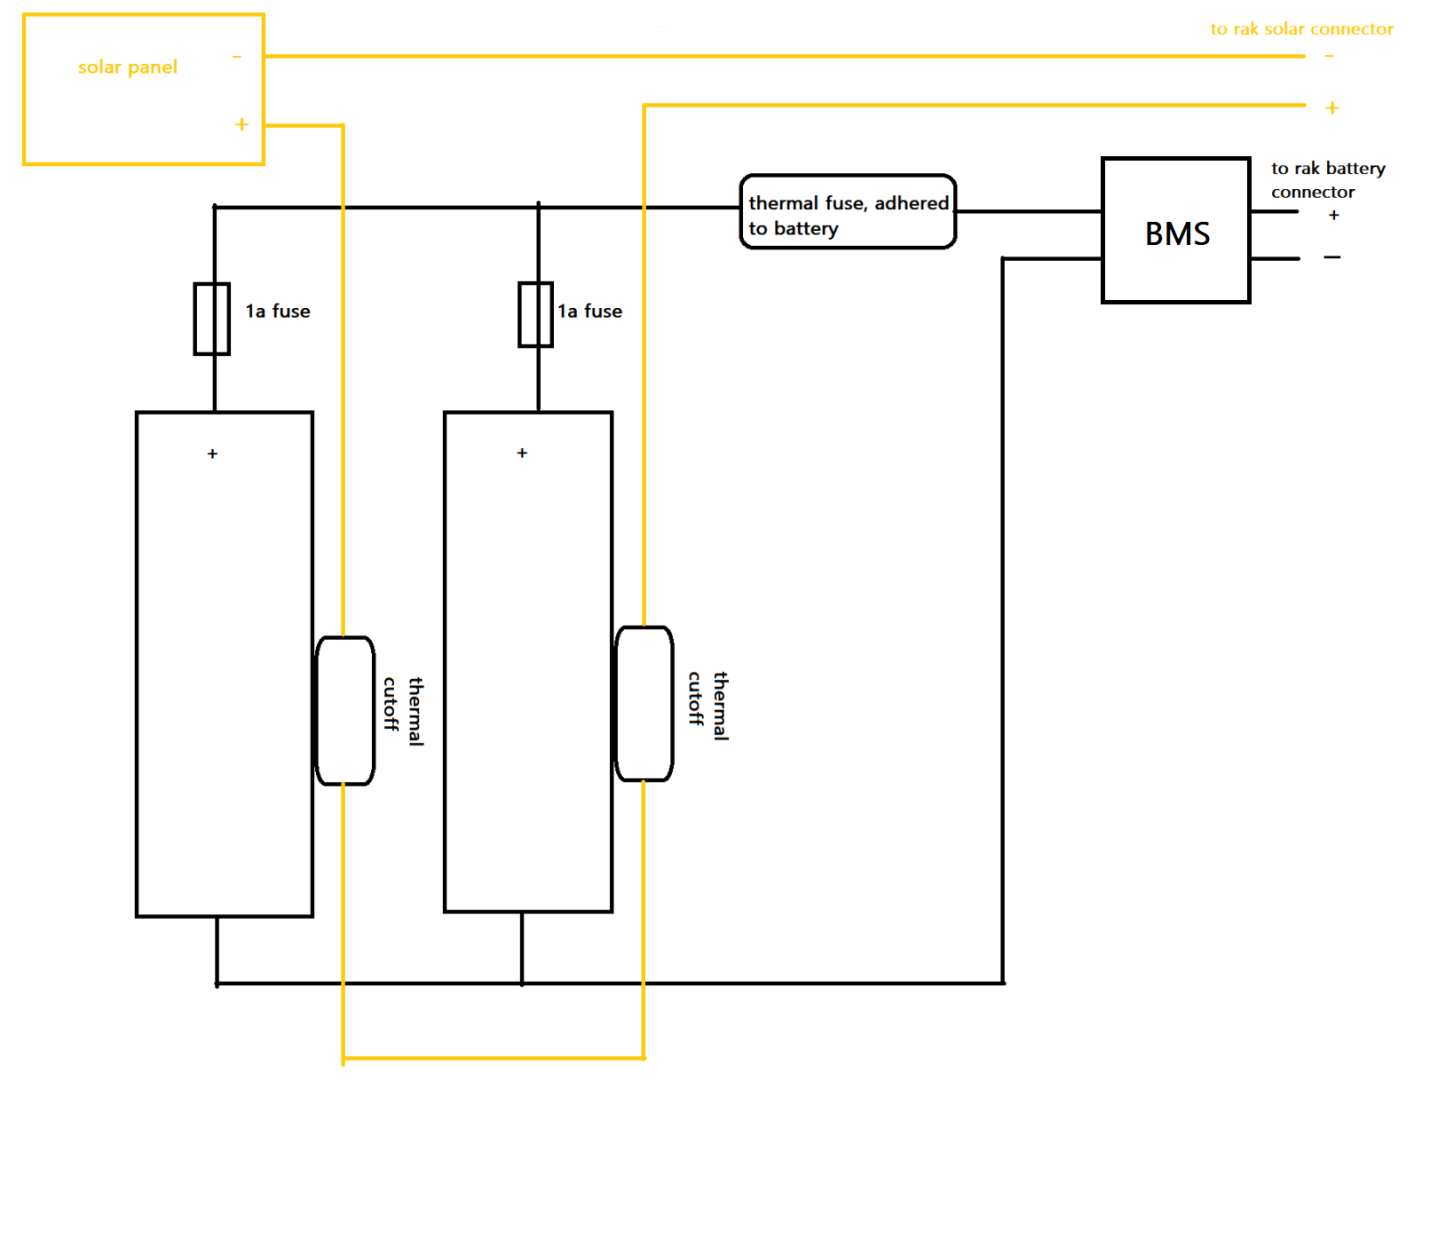 to rak solar connector
solar panel
-
-
+
+
to rak battery
connector
+
thermal fuse, adhered
to battery
BMS
−
1a fuse
1a fuse
+
+
thermal
cutoff
thermal
cutoff